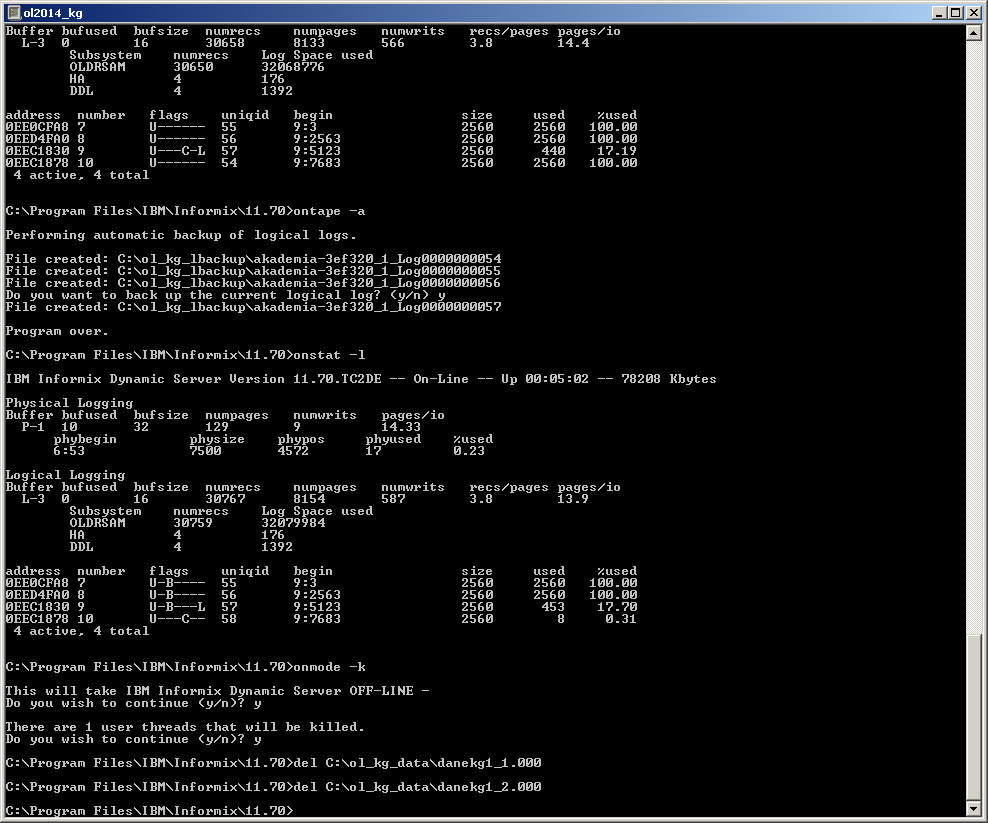 ol2014_kg
Buffer bufused  bufsize  numrecs    numpages   numwrits   recs/pages pages/io
  L-3  0        16       30658      8133       566        3.8        14.4
        Subsystem    numrecs    Log Space used
        OLDRSAM      30650      32068776
        HA           4          176
        DDL          4          1392
address  number   flags    uniqid   begin                size     used    %used
0EE0CFA8 7        U------  55       9:3                  2560     2560   100.00
0EED4FA0 8        U------  56       9:2563               2560     2560   100.00
0EEC1830 9        U---C-L  57       9:5123               2560      440    17.19
0EEC1878 10       U------  54       9:7683               2560     2560   100.00
 4 active, 4 total
C:\Program Files\IBM\Informix\11.70>ontape -a
Performing automatic backup of logical logs.
File created: C:\ol_kg_lbackup\akademia-3ef320_1_Log0000000054
File created: C:\ol_kg_lbackup\akademia-3ef320_1_Log0000000055
File created: C:\ol_kg_lbackup\akademia-3ef320_1_Log0000000056
Do you want to back up the current logical log? (y/n) y
File created: C:\ol_kg_lbackup\akademia-3ef320_1_Log0000000057
Program over.
C:\Program Files\IBM\Informix\11.70>onstat -l
IBM Informix Dynamic Server Version 11.70.TC2DE -- On-Line -- Up 00:05:02 -- 78208 Kbytes
Physical Logging
Buffer bufused  bufsize  numpages   numwrits   pages/io
  P-1  10       32       129        9          14.33
      phybegin         physize    phypos     phyused    %used
      6:53             7500       4572       17         0.23
Logical Logging
Buffer bufused  bufsize  numrecs    numpages   numwrits   recs/pages pages/io
  L-3  0        16       30767      8154       587        3.8        13.9
        Subsystem    numrecs    Log Space used
        OLDRSAM      30759      32079984
        HA           4          176
        DDL          4          1392
address  number   flags    uniqid   begin                size     used    %used
0EE0CFA8 7        U-B----  55       9:3                  2560     2560   100.00
0EED4FA0 8        U-B----  56       9:2563               2560     2560   100.00
0EEC1830 9        U-B---L  57       9:5123               2560      453    17.70
0EEC1878 10       U---C--  58       9:7683               2560        8     0.31
 4 active, 4 total
C:\Program Files\IBM\Informix\11.70>onmode -k
This will take IBM Informix Dynamic Server OFF-LINE -
Do you wish to continue (y/n)? y
There are 1 user threads that will be killed.
Do you wish to continue (y/n)? y
C:\Program Files\IBM\Informix\11.70>del C:\ol_kg_data\danekg1_1.000
C:\Program Files\IBM\Informix\11.70>del C:\ol_kg_data\danekg1_2.000
C:\Program Files\IBM\Informix\11.70>